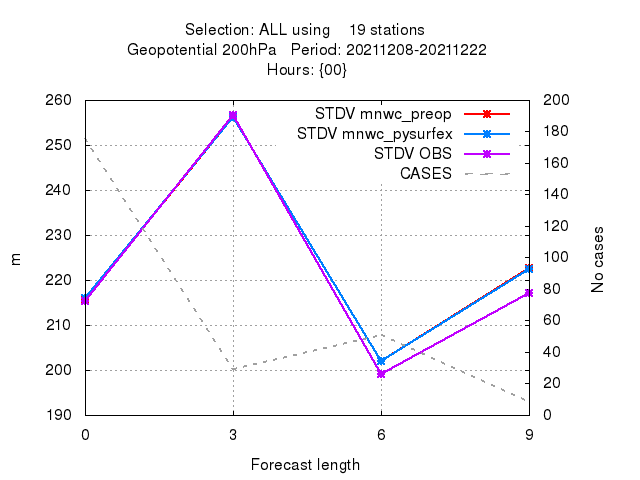 Selection: ALL using    19 stations
Geopotential 200hPa   Period: 20211208-20211222
Hours: {00}
STDV mnwc_preop
STDV mnwc_pysurfex
STDV OBS
CASES
260
250
240
230
220
210
200
190
m
200
180
160
140
120
100
80
60
40
20
0
No cases
0 3 6 9
Forecast length